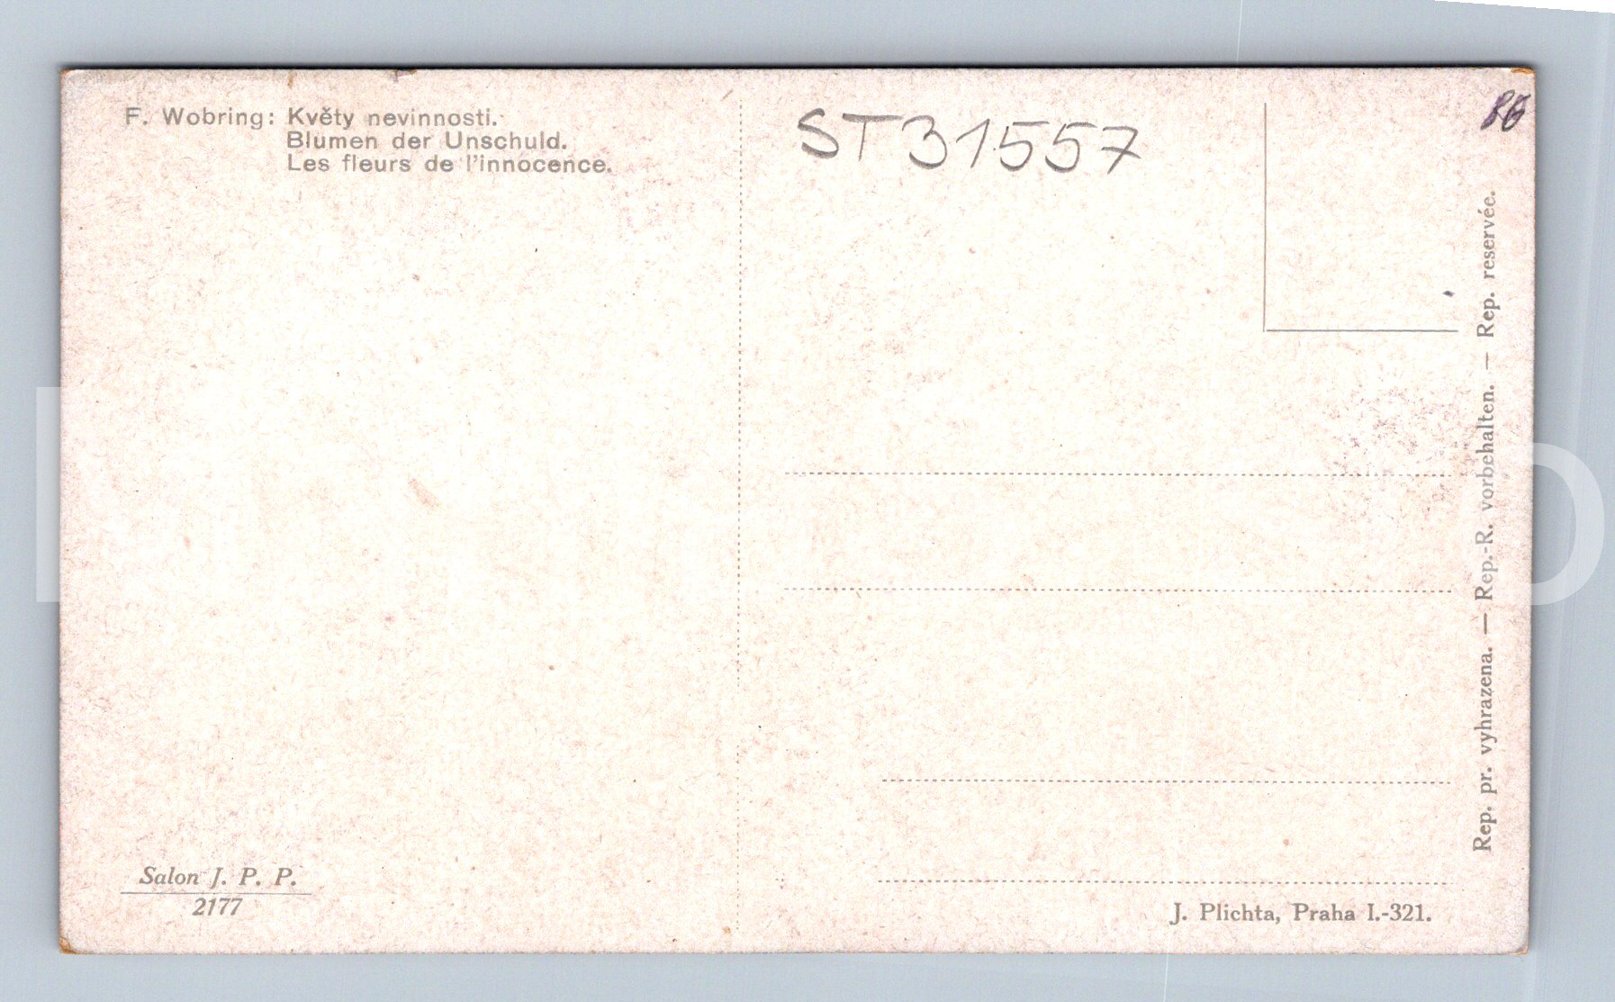 F. Wobring: Květy nevinnosti.
Blumen der Unschuld.
Les fleurs de l'innocence.
ST31557
86
Rep. pr. vyhrazena. — Rep.-R. vorbehalten. — Rep. reservée.
Salon J. P. P.
2177
J. Plichta, Praha I.-321.